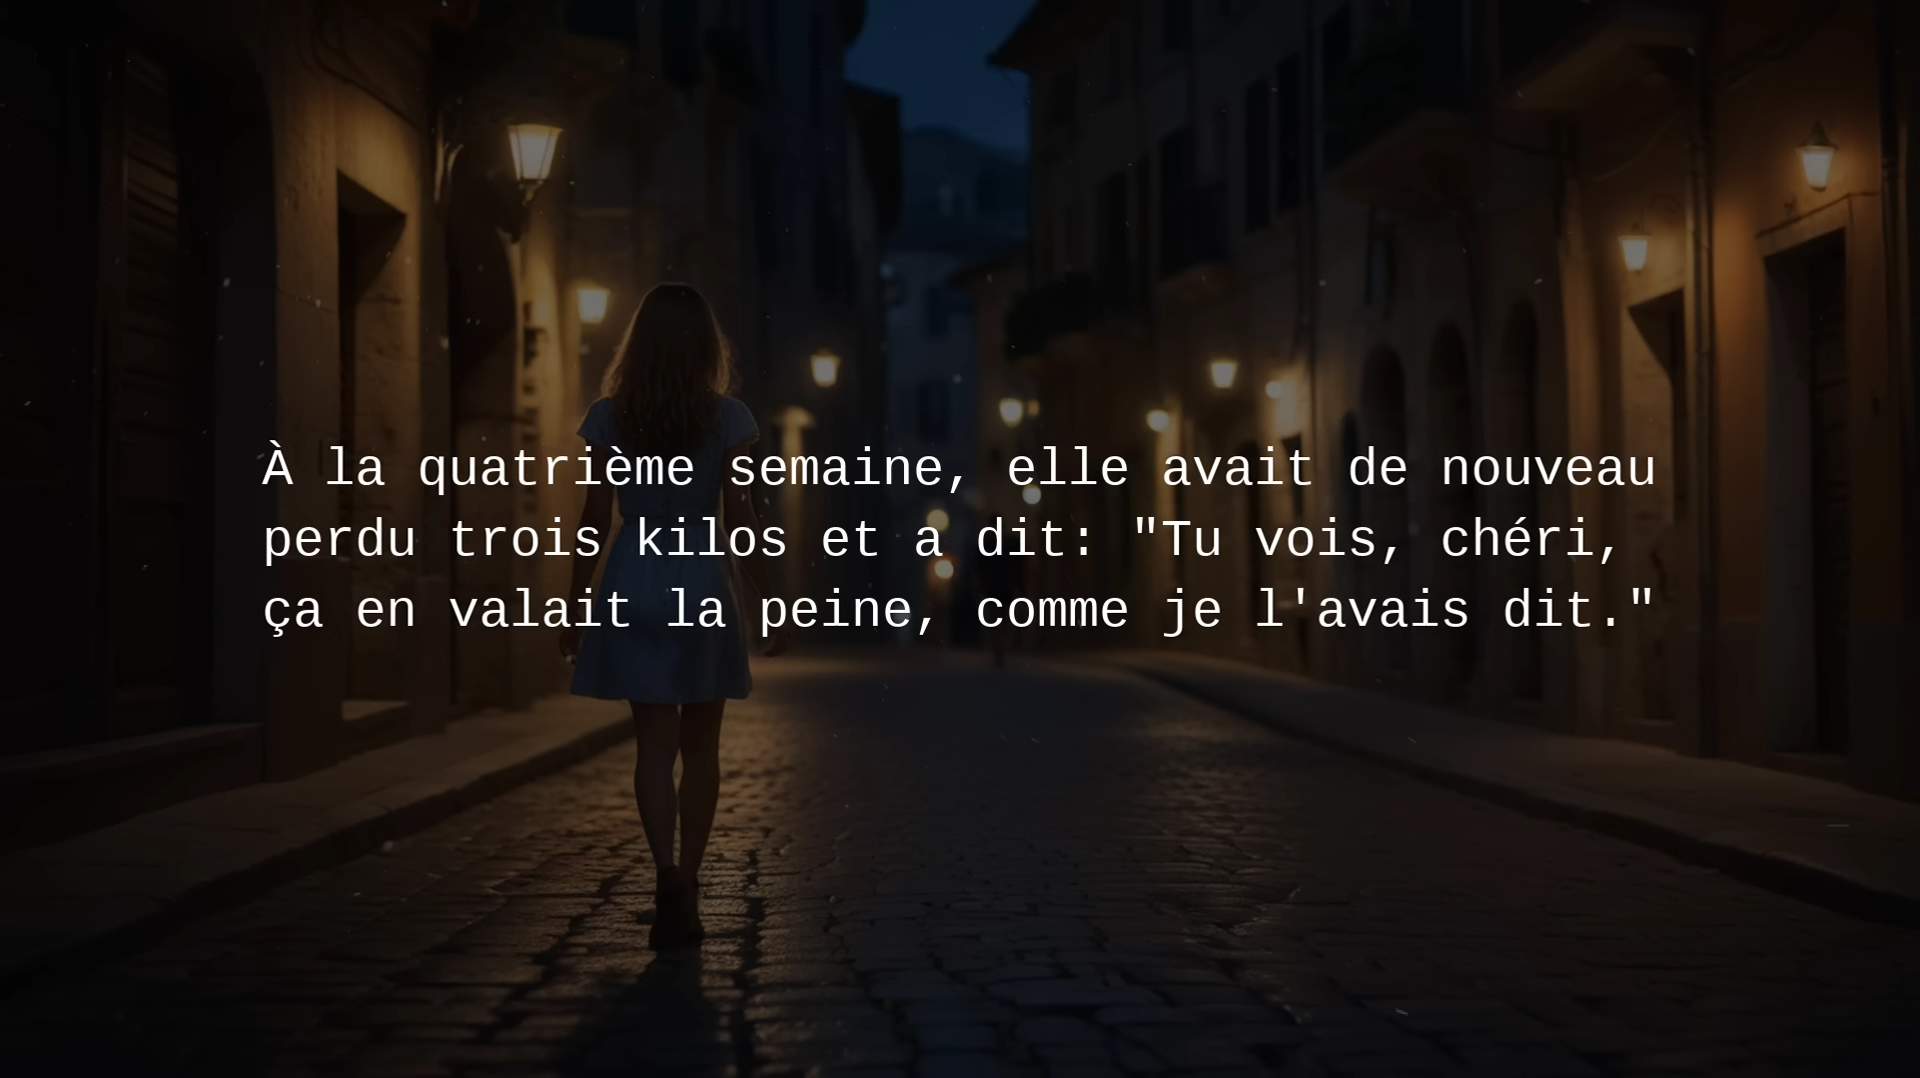 À la quatrième semaine, elle avait de nouveau
perdu trois kilos et a dit: "Tu vois, chéri,
ça en valait la peine, comme je l'avais dit."